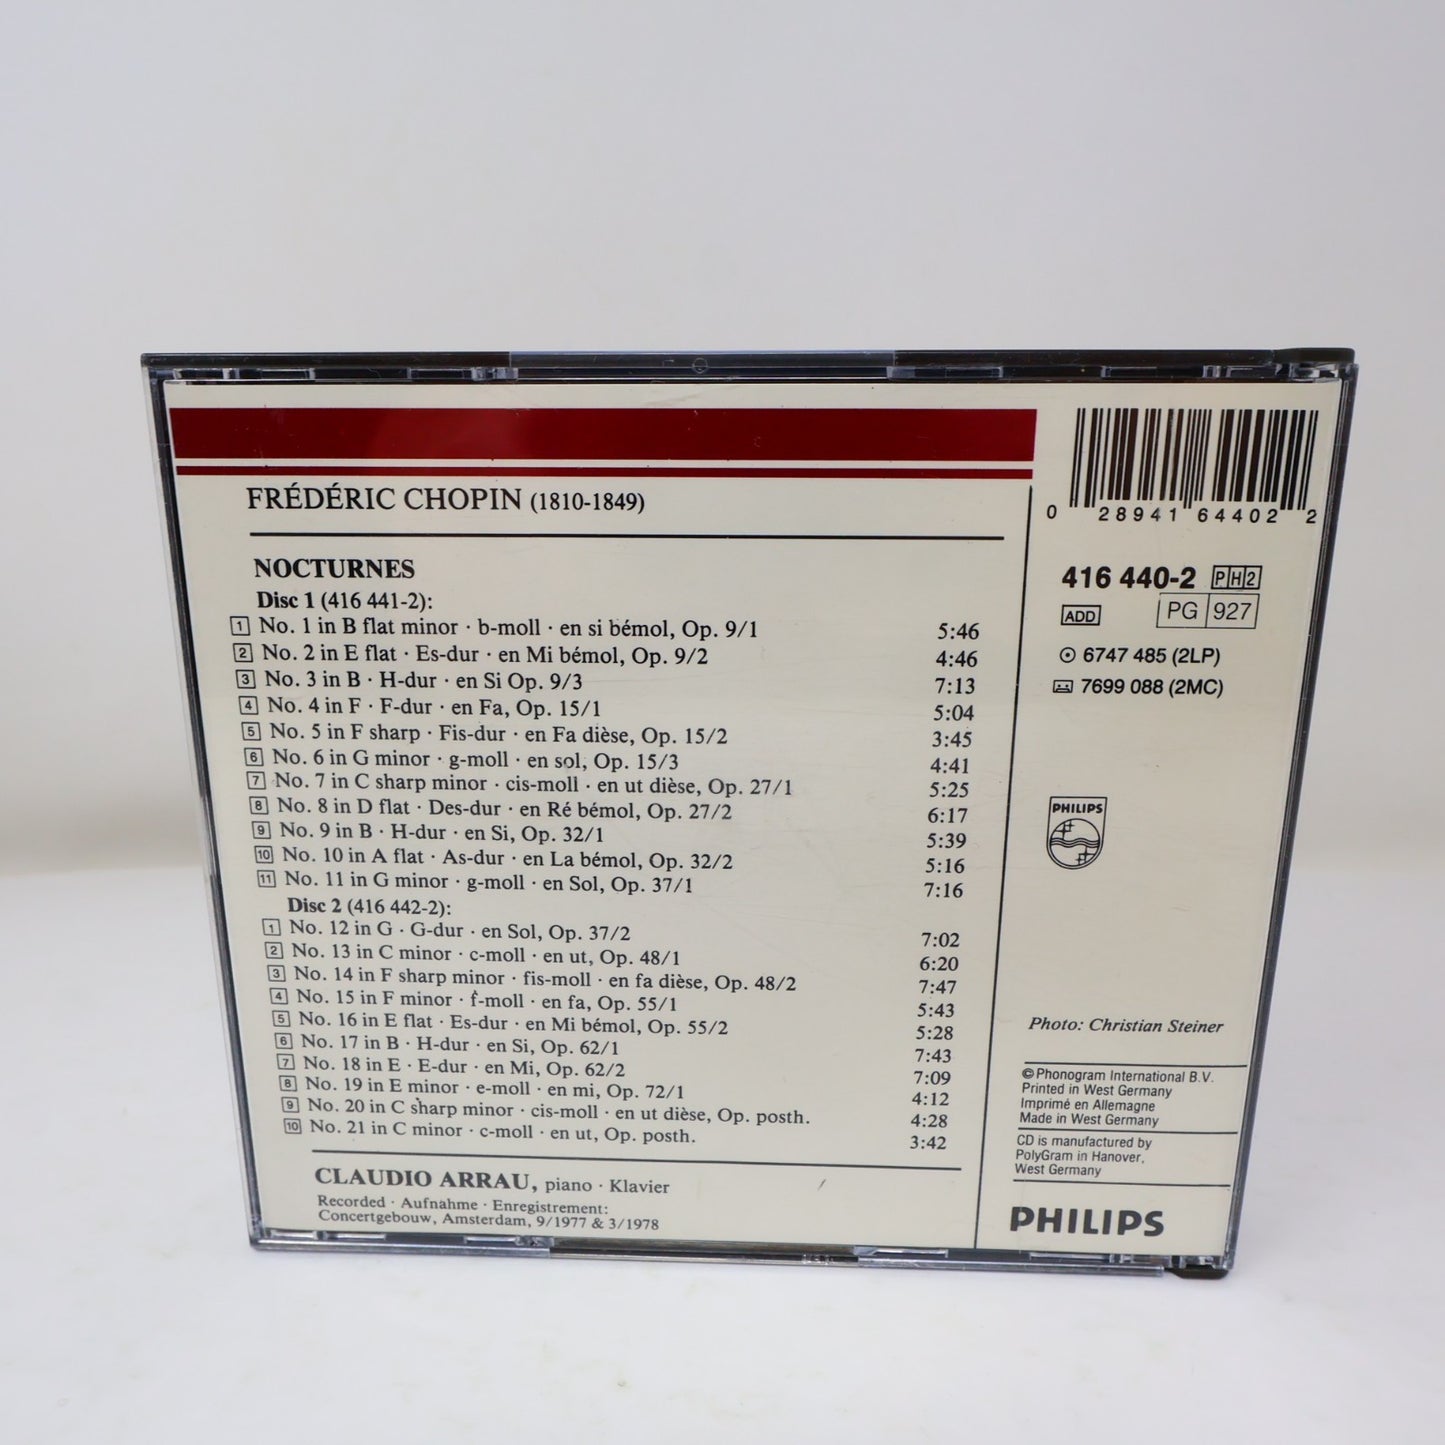 FRÉDÉRIC CHOPIN (1810-1849)
NOCTURNES
Disc 1 (416 441-2):
1 No. 1 in B flat minor · b-moll · en si bémol, Op. 9/1 5:46
2 No. 2 in E flat · Es-dur · en Mi bémol, Op. 9/2 4:46
3 No. 3 in B · H-dur · en Si Op. 9/3 7:13
4 No. 4 in F · F-dur · en Fa, Op. 15/1 5:04
5 No. 5 in F sharp · Fis-dur · en Fa dièse, Op. 15/2 3:45
6 No. 6 in G minor · g-moll · en sol, Op. 15/3 4:41
7 No. 7 in C sharp minor · cis-moll · en ut dièse, Op. 27/1 5:25
8 No. 8 in D flat · Des-dur · en Ré bémol, Op. 27/2 6:17
9 No. 9 in B · H-dur · en Si, Op. 32/1 5:39
10 No. 10 in A flat · As-dur · en La bémol, Op. 32/2 5:16
11 No. 11 in G minor · g-moll · en Sol, Op. 37/1 7:16
Disc 2 (416 442-2):
1 No. 12 in G · G-dur · en Sol, Op. 37/2 7:02
2 No. 13 in C minor · c-moll · en ut, Op. 48/1 6:20
3 No. 14 in F sharp minor · fis-moll · en fa dièse, Op. 48/2 7:47
4 No. 15 in F minor · f-moll · en fa, Op. 55/1 5:43
5 No. 16 in E flat · Es-dur · en Mi bémol, Op. 55/2 5:28
6 No. 17 in B · H-dur · en Si, Op. 62/1 7:43
7 No. 18 in E · E-dur · en Mi, Op. 62/2 7:09
8 No. 19 in E minor · e-moll · en mi, Op. 72/1 4:12
9 No. 20 in C sharp minor · cis-moll · en ut dièse, Op. posth. 4:28
10 No. 21 in C minor · c-moll · en ut, Op. posth. 3:42
CLAUDIO ARRAU, piano · Klavier
Recorded · Aufnahme · Enregistrement:
Concertgebouw, Amsterdam, 9/1977 & 3/1978
0 28941 64402 2
416 440-2 PH2
ADD PG 927
6747 485 (2LP)
7699 088 (2MC)
PHILIPS
Photo: Christian Steiner
© Phonogram International B.V.
Printed in West Germany
Imprimé en Allemagne
Made in West Germany
CD is manufactured by
PolyGram in Hanover,
West Germany
PHILIPS